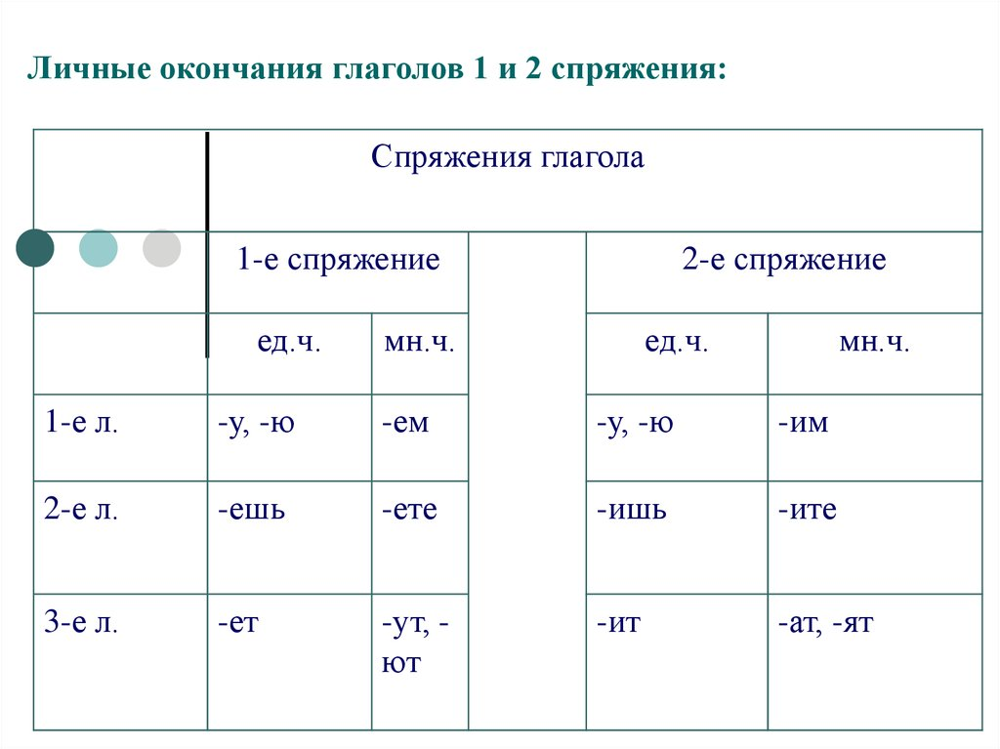 Личные окончания глаголов 1 и 2 спряжения:
Спряжения глагола
1-е спряжение 2-е спряжение
ед.ч. мн.ч. ед.ч. мн.ч.
1-е л. -у, -ю -ем -у, -ю -им
2-е л. -ешь -ете -ишь -ите
3-е л. -ет -ут, - -ит -ат, -ят
ют